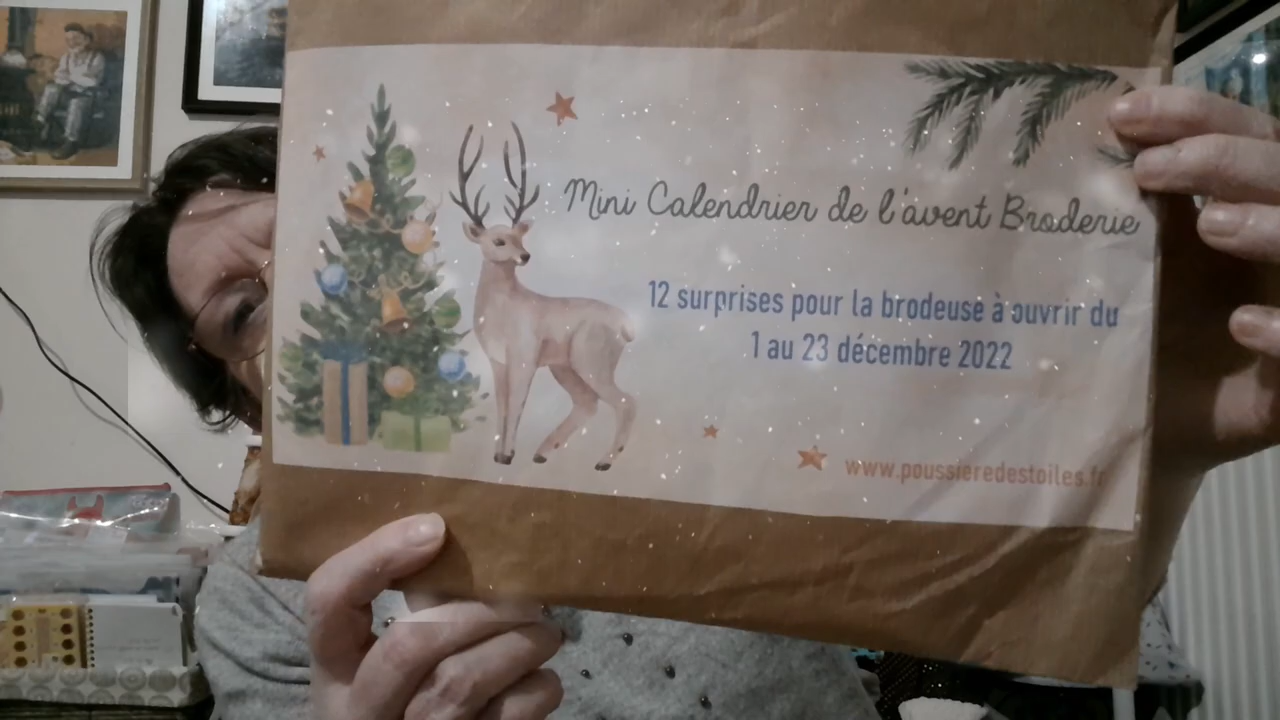 Mini Calendrier de l'avent Broderie
12 surprises pour la brodeuse à ouvrir du
1 au 23 décembre 2022
www.poussieredestoiles.fr